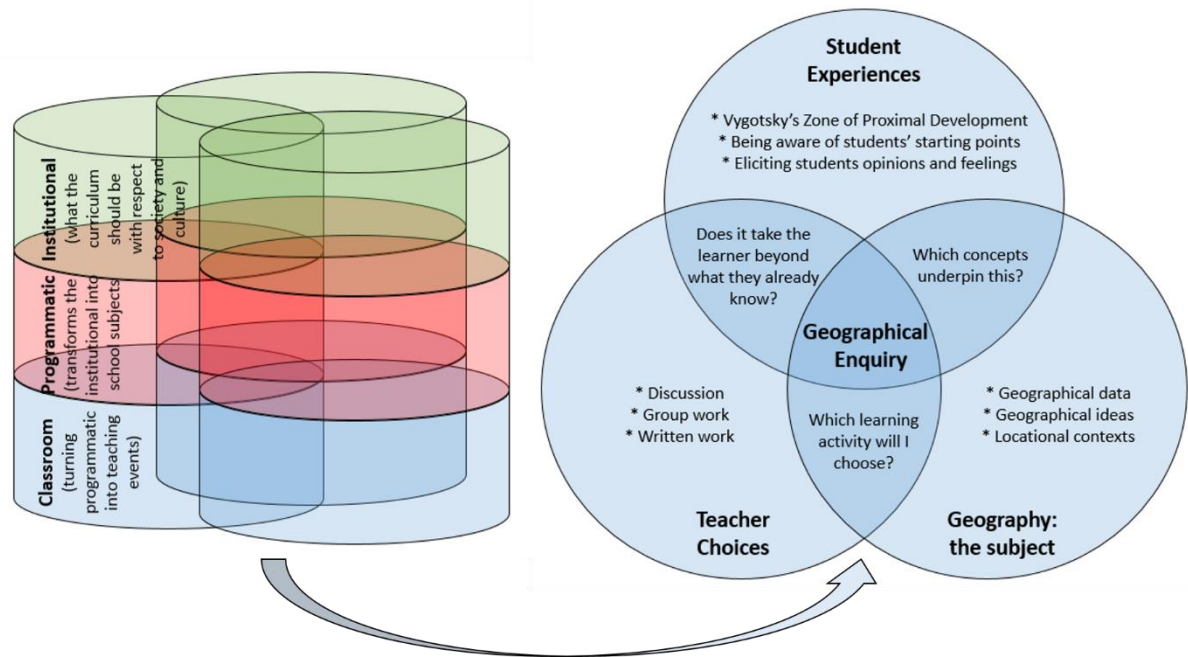 Institutional
(what the
curriculum
should be
with respect
to society and
culture)
Programmatic
(transforms the
institutional into
school subjects
Classroom
(turning
programmatic
into teaching
events)
Student
Experiences
* Vygotsky's Zone of Proximal Development
* Being aware of students' starting points
* Eliciting students opinions and feelings
Does it take the
learner beyond
what they already
know?
Which concepts
underpin this?
Geographical
Enquiry
* Discussion
* Group work
* Written work
Which learning
activity will I
choose?
* Geographical data
* Geographical ideas
* Locational contexts
Teacher
Choices
Geography:
the subject